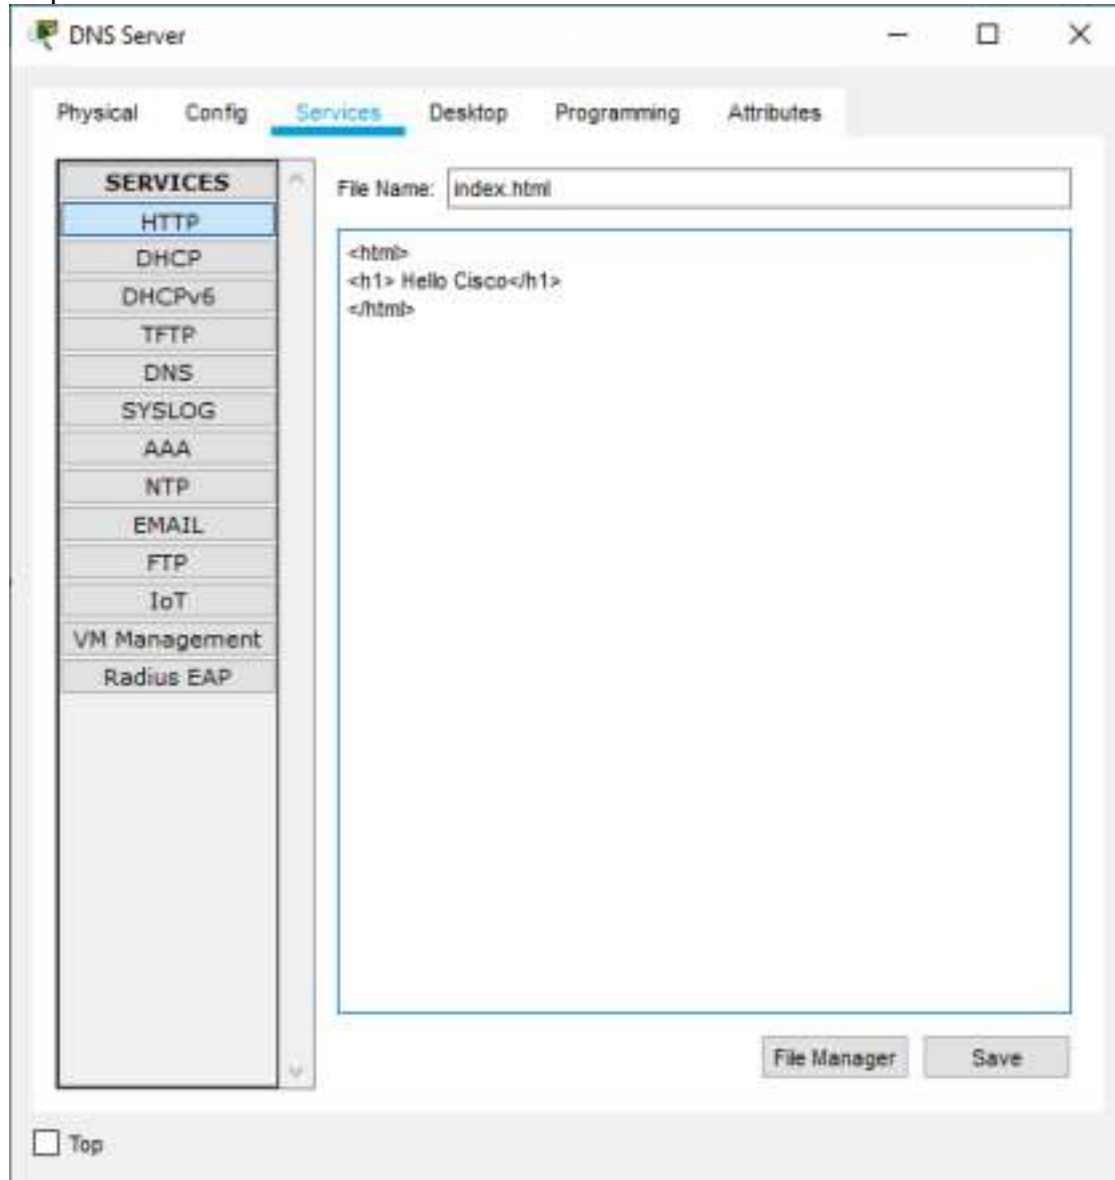 DNS Server
Physical Config Services Desktop Programming Attributes
SERVICES
HTTP
DHCP
DHCPv6
TFTP
DNS
SYSLOG
AAA
NTP
EMAIL
FTP
IoT
VM Management
Radius EAP
File Name: index.html
<html>
<h1> Hello Cisco</h1>
</html>
File Manager Save
Top